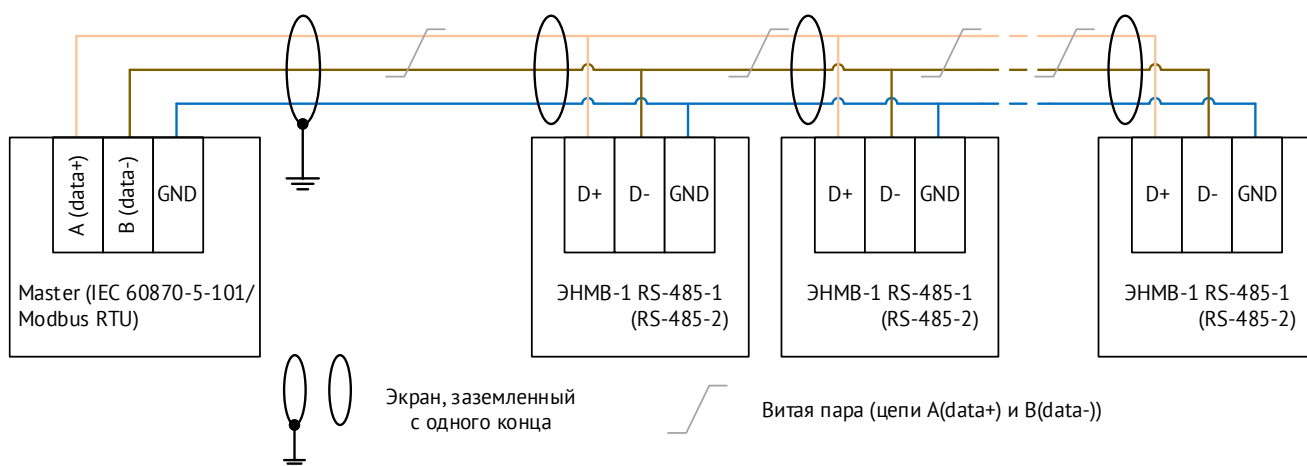 A (data+)
B (data-)
GND
Master (IEC 60870-5-101/
Modbus RTU)
D+
D-
GND
ЭНМВ-1 RS-485-1
(RS-485-2)
D+
D-
GND
ЭНМВ-1 RS-485-1
(RS-485-2)
D+
D-
GND
ЭНМВ-1 RS-485-1
(RS-485-2)
Экран, заземленный
с одного конца
Витая пара (цепи A(data+) и B(data-))